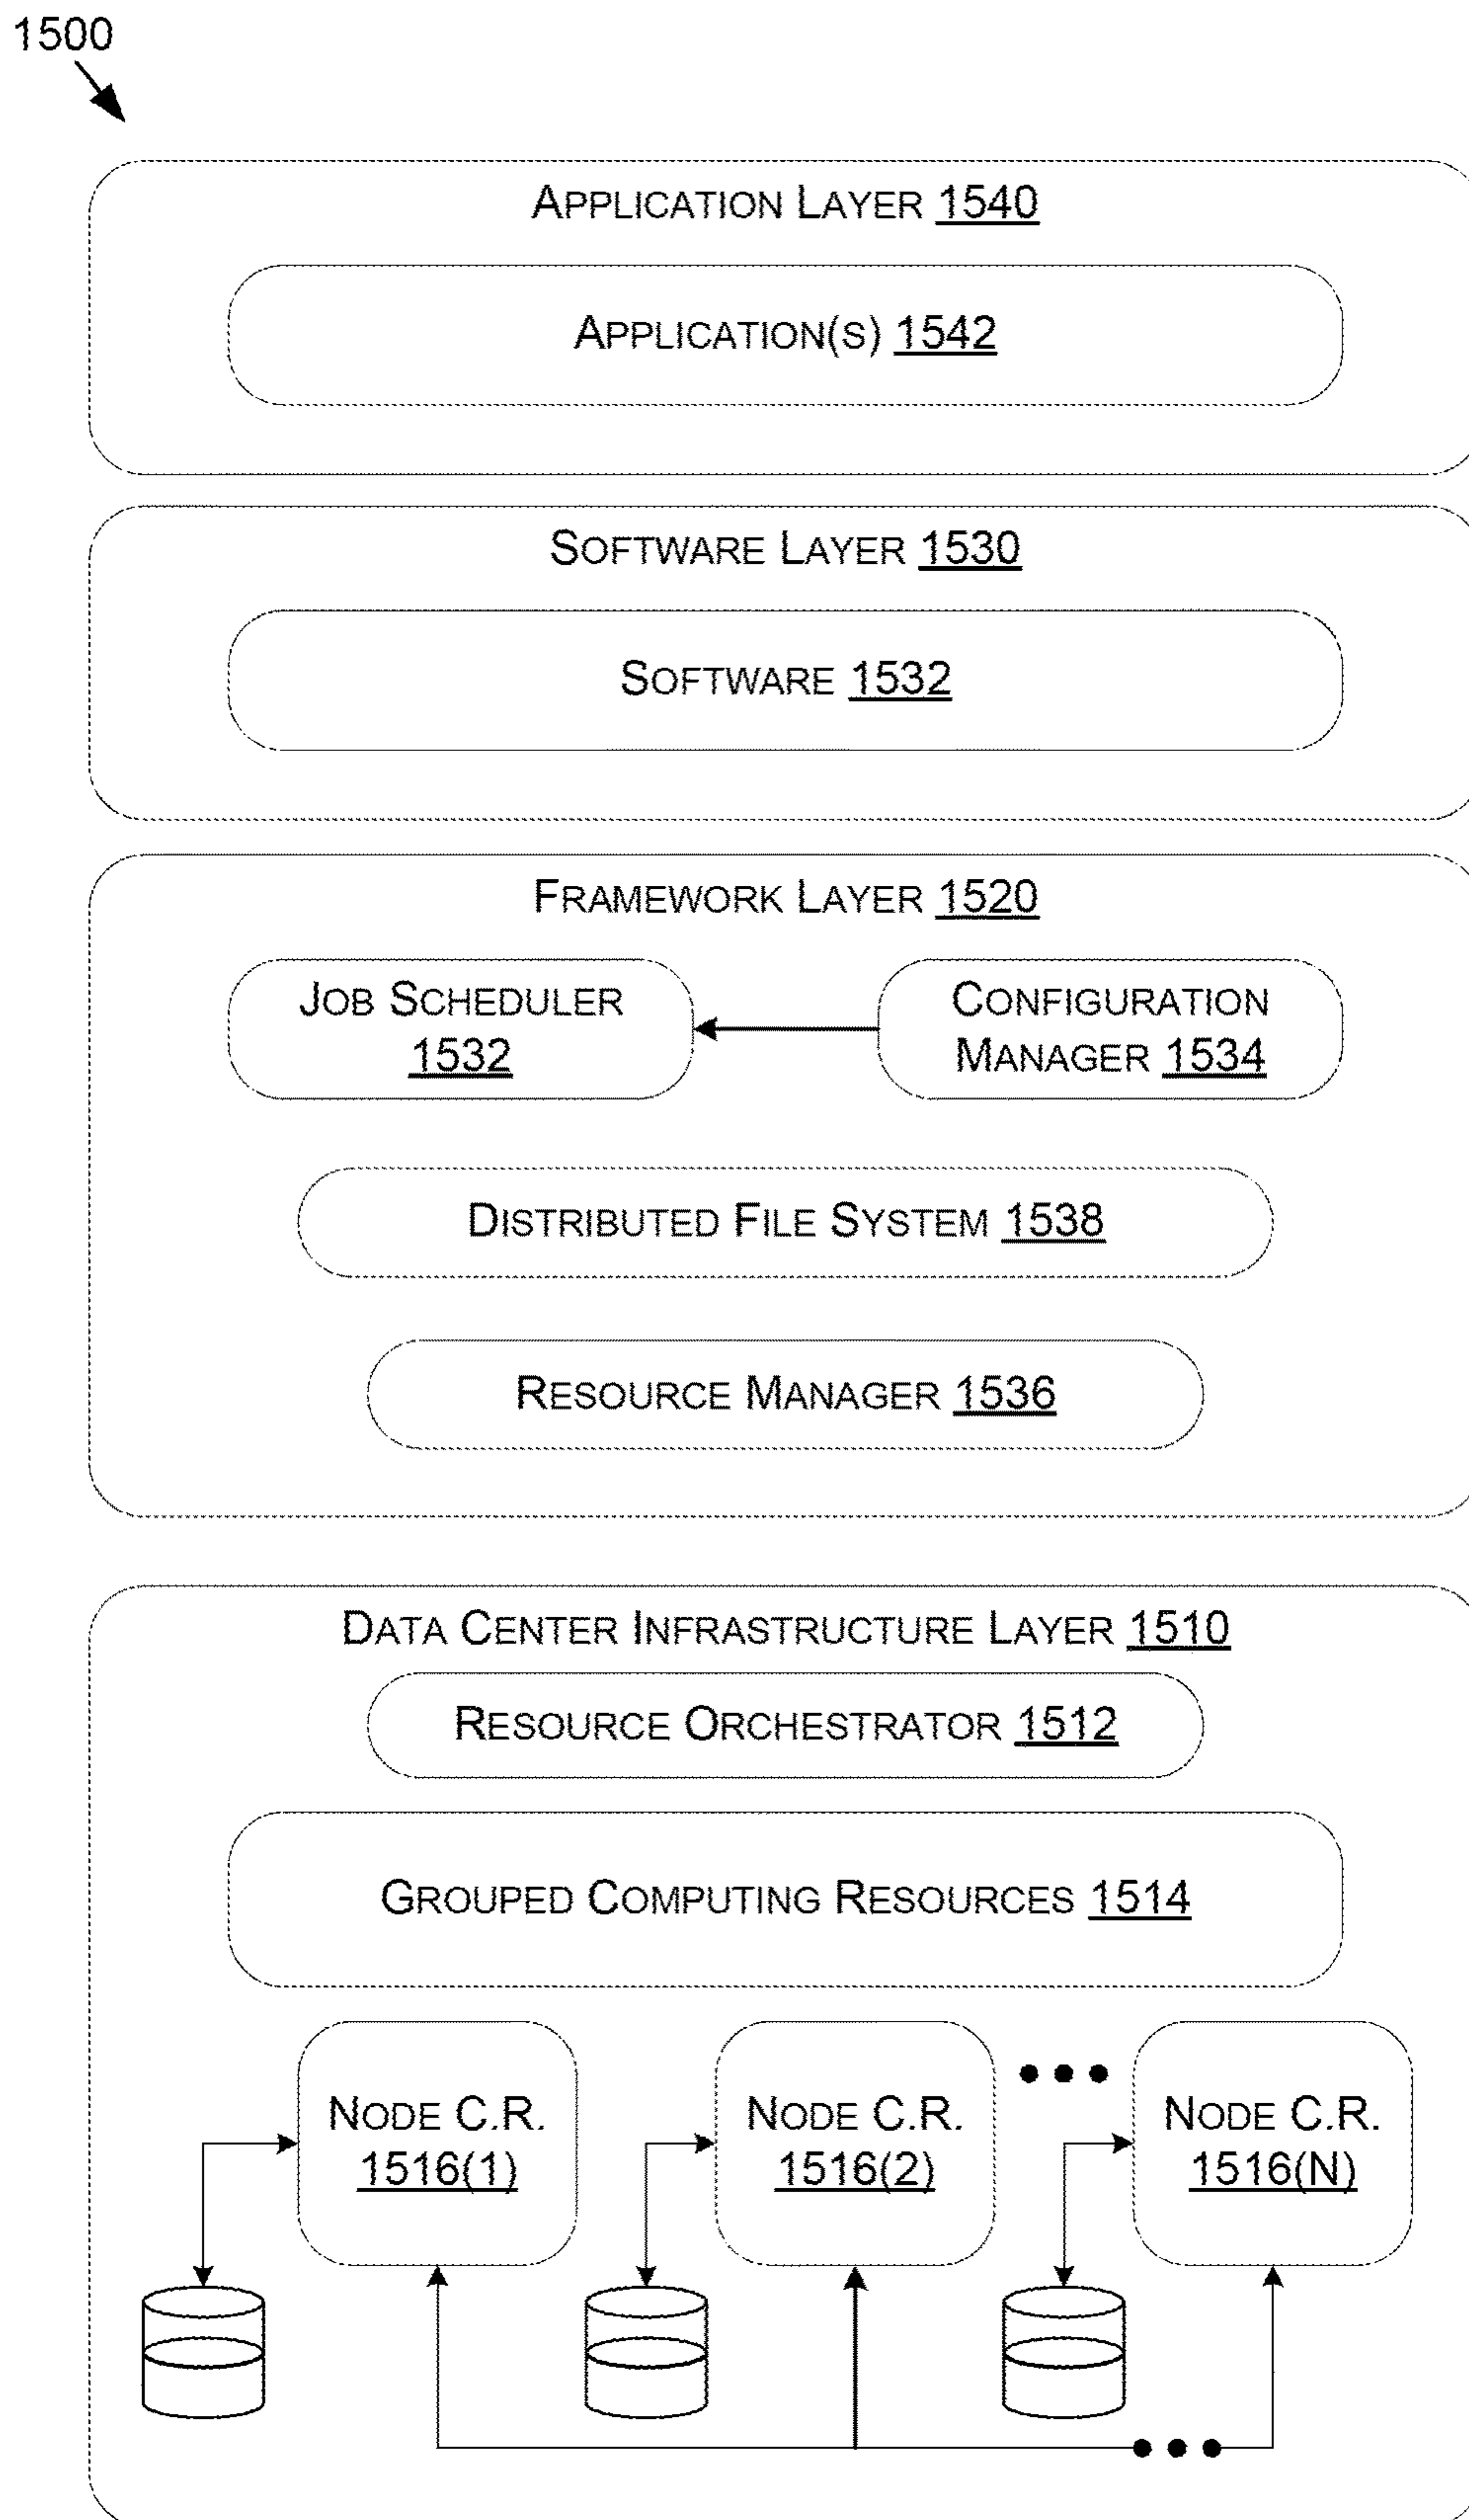 1500
APPLICATION LAYER 1540
APPLICATION(S) 1542
SOFTWARE LAYER 1530
SOFTWARE 1532
FRAMEWORK LAYER 1520
JOB SCHEDULER
1532
CONFIGURATION
MANAGER 1534
DISTRIBUTED FILE SYSTEM 1538
RESOURCE MANAGER 1536
DATA CENTER INFRASTRUCTURE LAYER 1510
RESOURCE ORCHESTRATOR 1512
GROUPED COMPUTING RESOURCES 1514
NODE C.R.
1516(1)
NODE C.R.
1516(2)
NODE C.R.
1516(N)